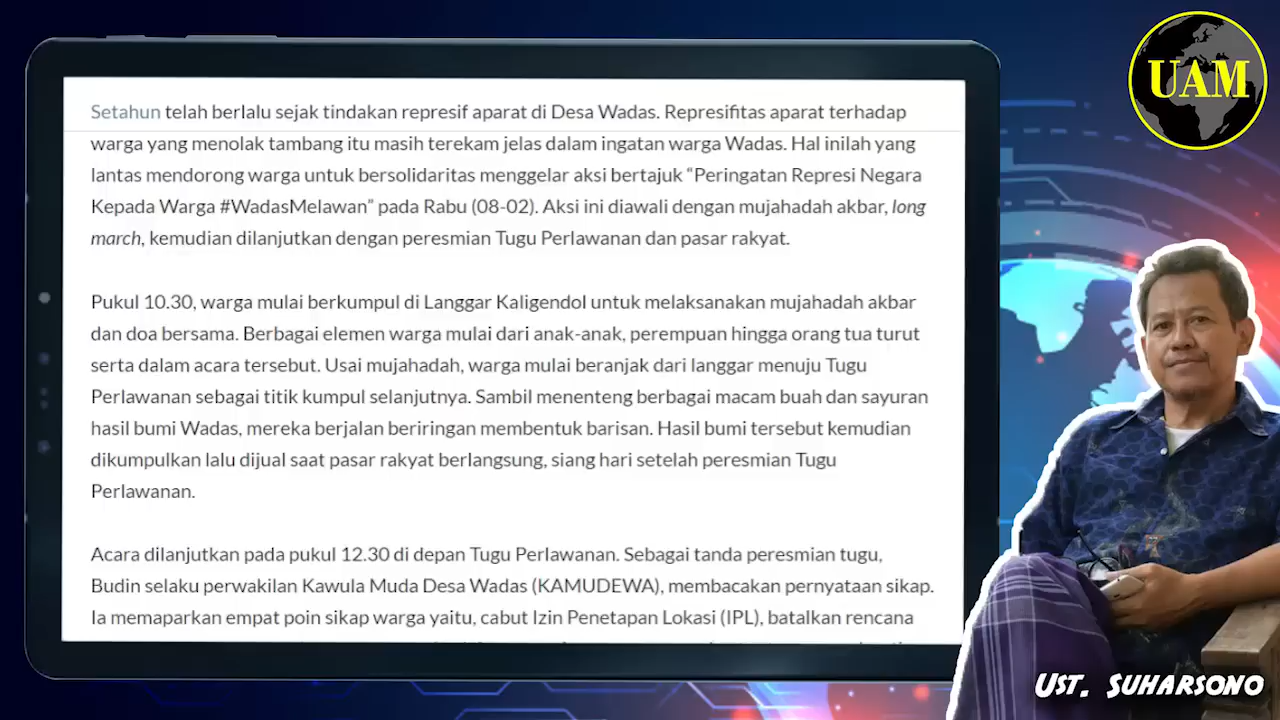 Setahun telah berlalu sejak tindakan represif aparat di Desa Wadas. Represifitas aparat terhadap
warga yang menolak tambang itu masih terekam jelas dalam ingatan warga Wadas. Hal inilah yang
lantas mendorong warga untuk bersolidaritas menggelar aksi bertajuk “Peringatan Represi Negara
Kepada Warga #WadasMelawan” pada Rabu (08-02). Aksi ini diawali dengan mujahadah akbar, long
march, kemudian dilanjutkan dengan peresmian Tugu Perlawanan dan pasar rakyat.
Pukul 10.30, warga mulai berkumpul di Langgar Kaligendol untuk melaksanakan mujahadah akbar
dan doa bersama. Berbagai elemen warga mulai dari anak-anak, perempuan hingga orang tua turut
serta dalam acara tersebut. Usai mujahadah, warga mulai beranjak dari langgar menuju Tugu
Perlawanan sebagai titik kumpul selanjutnya. Sambil menenteng berbagai macam buah dan sayuran
hasil bumi Wadas, mereka berjalan beriringan membentuk barisan. Hasil bumi tersebut kemudian
dikumpulkan lalu dijual saat pasar rakyat berlangsung, siang hari setelah peresmian Tugu
Perlawanan.
Acara dilanjutkan pada pukul 12.30 di depan Tugu Perlawanan. Sebagai tanda peresmian tugu,
Budin selaku perwakilan Kawula Muda Desa Wadas (KAMUDEWA), membacakan pernyataan sikap.
Ia memaparkan empat poin sikap warga yaitu, cabut Izin Penetapan Lokasi (IPL), batalkan rencana
UAM
Ust. Suharsono